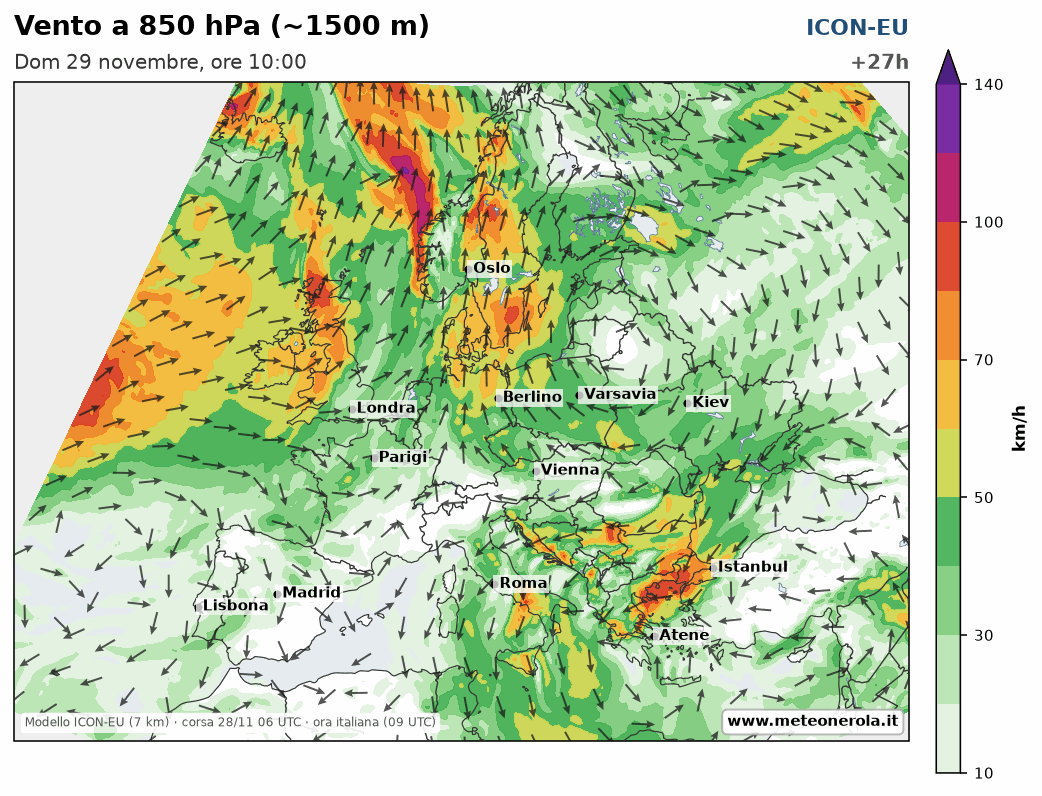 Vento a 850 hPa (~1500 m)
ICON-EU
Dom 29 novembre, ore 10:00
+27h
140
100
70
50
30
10
km/h
Oslo
Berlino
Varsavia
Kiev
Londra
Parigi
Vienna
Istanbul
Roma
Madrid
Lisbona
Atene
Modello ICON-EU (7 km) · corsa 28/11 06 UTC · ora italiana (09 UTC)
www.meteonerola.it